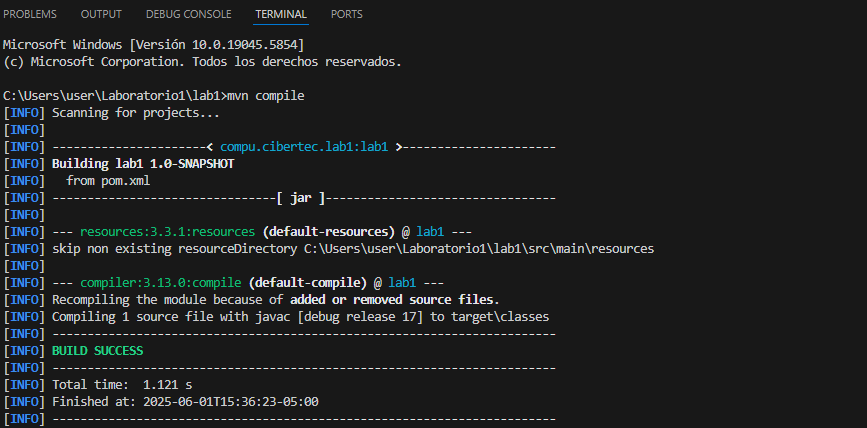 PROBLEMS OUTPUT DEBUG CONSOLE TERMINAL PORTS
Microsoft Windows [Versión 10.0.19045.5854]
(c) Microsoft Corporation. Todos los derechos reservados.
C:\Users\user\Laboratorio1\lab1>mvn compile
[INFO] Scanning for projects...
[INFO]
[INFO] ----------------------< compu.cibertec.lab1:lab1 >----------------------
[INFO] Building lab1 1.0-SNAPSHOT
[INFO]   from pom.xml
[INFO] --------------------------------[ jar ]---------------------------------
[INFO]
[INFO] --- resources:3.3.1:resources (default-resources) @ lab1 ---
[INFO] skip non existing resourceDirectory C:\Users\user\Laboratorio1\lab1\src\main\resources
[INFO]
[INFO] --- compiler:3.13.0:compile (default-compile) @ lab1 ---
[INFO] Recompiling the module because of added or removed source files.
[INFO] Compiling 1 source file with javac [debug release 17] to target\classes
[INFO] ------------------------------------------------------------------------
[INFO] BUILD SUCCESS
[INFO] ------------------------------------------------------------------------
[INFO] Total time:  1.121 s
[INFO] Finished at: 2025-06-01T15:36:23-05:00
[INFO] ------------------------------------------------------------------------